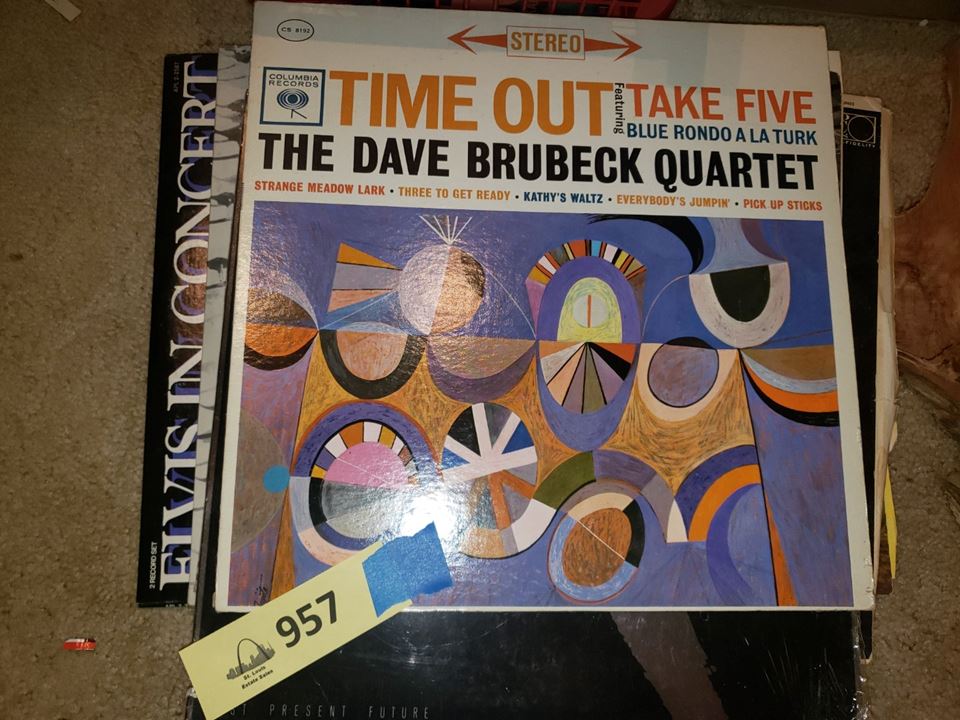 CS 8192
STEREO
COLUMBIA
RECORDS
TIME OUT
Featuring
TAKE FIVE
BLUE RONDO A LA TURK
THE DAVE BRUBECK QUARTET
STRANGE MEADOW LARK • THREE TO GET READY • KATHY'S WALTZ • EVERYBODY'S JUMPIN' • PICK UP STICKS
ELVIS IN CONCERT
2 RECORD SET
FIDELITY
957
St. Louis
Estate Sales
PRESENT FUTURE